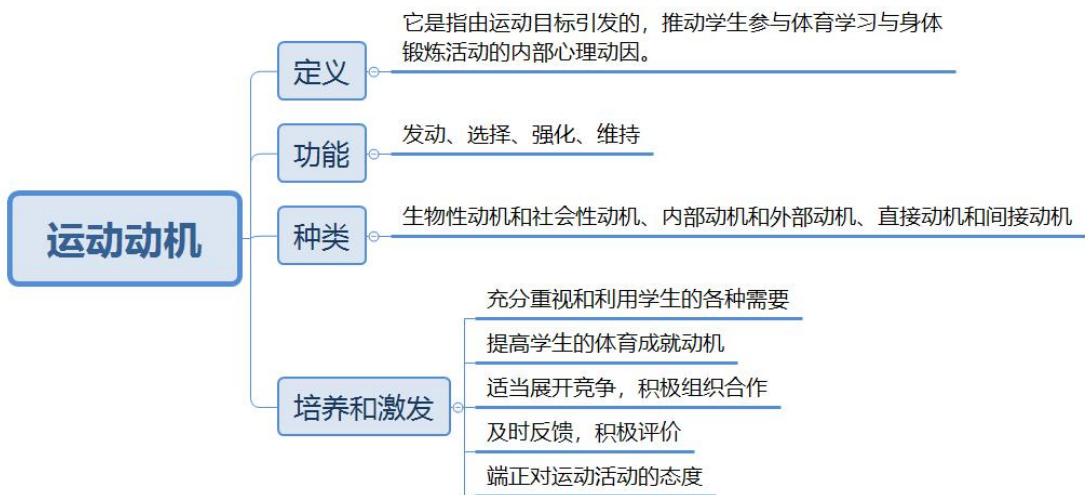 运动动机
定义
它是指由运动目标引发的，推动学生参与体育学习与身体
锻炼活动的内部心理动因。
功能
发动、选择、强化、维持
种类
生物性动机和社会性动机、内部动机和外部动机、直接动机和间接动机
培养和激发
充分重视和利用学生的各种需要
提高学生的体育成就动机
适当展开竞争，积极组织合作
及时反馈，积极评价
端正对运动活动的态度